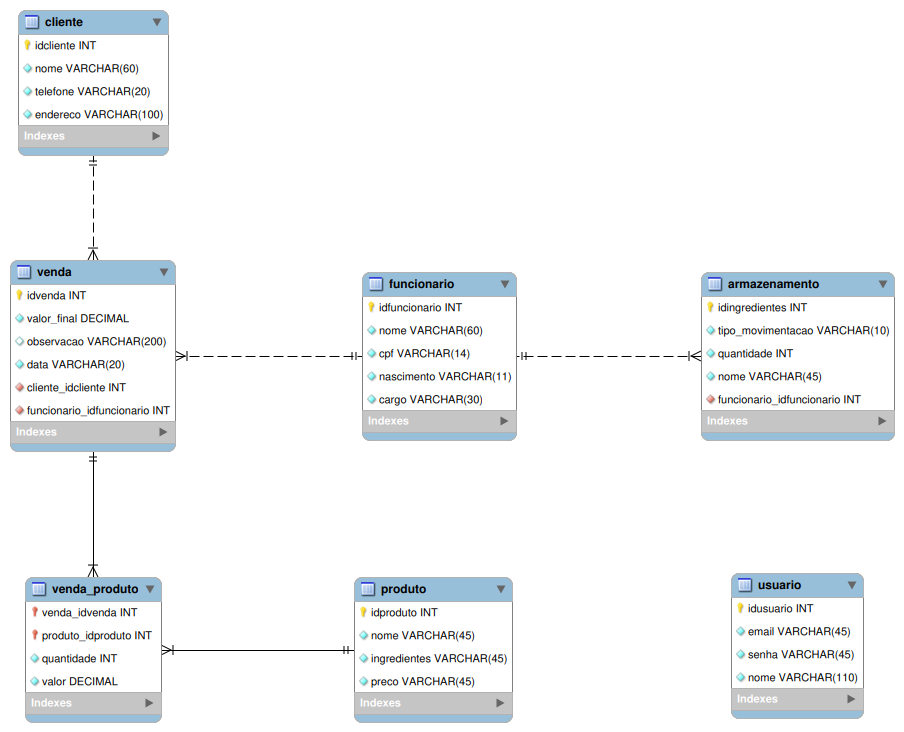 cliente
idcliente INT
nome VARCHAR(60)
telefone VARCHAR(20)
endereco VARCHAR(100)
Indexes
venda
idvenda INT
valor_final DECIMAL
observacao VARCHAR(200)
data VARCHAR(20)
cliente_idcliente INT
funcionario_idfuncionario INT
Indexes
funcionario
idfuncionario INT
nome VARCHAR(60)
cpf VARCHAR(14)
nascimento VARCHAR(11)
cargo VARCHAR(30)
Indexes
armazenamento
idingredientes INT
tipo_movimentacao VARCHAR(10)
quantidade INT
nome VARCHAR(45)
funcionario_idfuncionario INT
Indexes
venda_produto
venda_idvenda INT
produto_idproduto INT
quantidade INT
valor DECIMAL
Indexes
produto
idproduto INT
nome VARCHAR(45)
ingredientes VARCHAR(45)
preco VARCHAR(45)
Indexes
usuario
idusuario INT
email VARCHAR(45)
senha VARCHAR(45)
nome VARCHAR(110)
Indexes